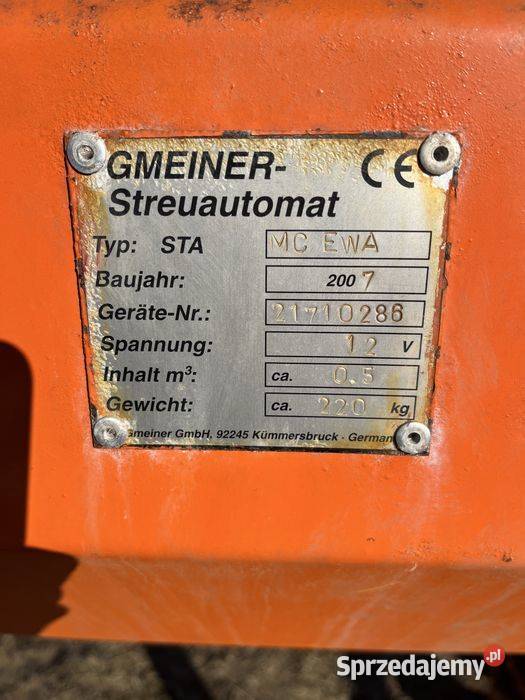 GMEINER- CE
Streuautomat
Typ: STA MC EWA
Baujahr: 2007
Geräte-Nr.: 21710286
Spannung: 12 V
Inhalt m³: ca. 0.5
Gewicht: ca. 220 kg
Gmeiner GmbH, 92245 Kümmersbruck - German
Sprzedajemy.pl